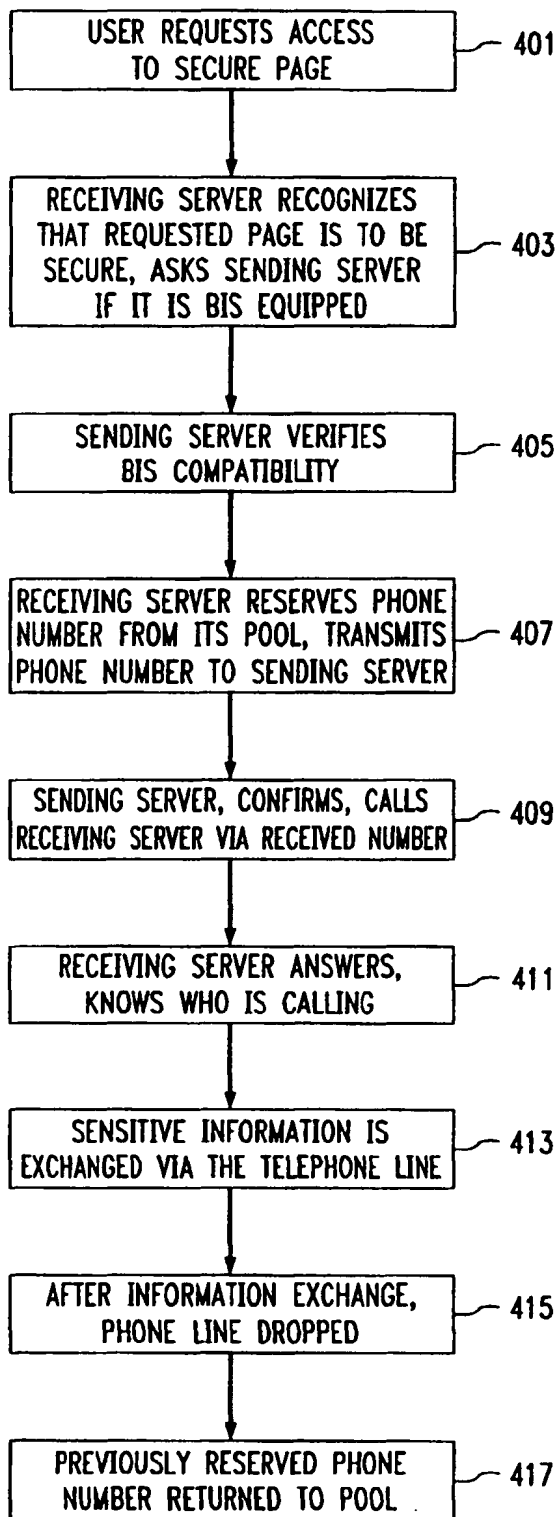 USER REQUESTS ACCESS
TO SECURE PAGE
401
RECEIVING SERVER RECOGNIZES
THAT REQUESTED PAGE IS TO BE
SECURE, ASKS SENDING SERVER
IF IT IS BIS EQUIPPED
403
SENDING SERVER VERIFIES
BIS COMPATIBILITY
405
RECEIVING SERVER RESERVES PHONE
NUMBER FROM ITS POOL, TRANSMITS
PHONE NUMBER TO SENDING SERVER
407
SENDING SERVER, CONFIRMS, CALLS
RECEIVING SERVER VIA RECEIVED NUMBER
409
RECEIVING SERVER ANSWERS,
KNOWS WHO IS CALLING
411
SENSITIVE INFORMATION IS
EXCHANGED VIA THE TELEPHONE LINE
413
AFTER INFORMATION EXCHANGE,
PHONE LINE DROPPED
415
PREVIOUSLY RESERVED PHONE
NUMBER RETURNED TO POOL
417